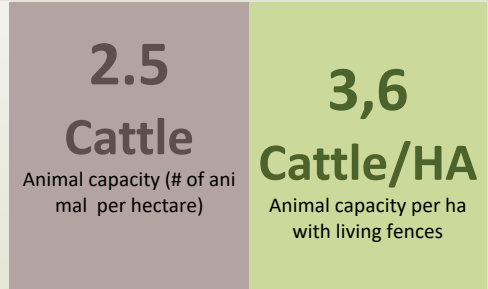 2.5
Cattle
Animal capacity (# of ani
mal  per hectare)
3,6
Cattle/HA
Animal capacity per ha
with living fences